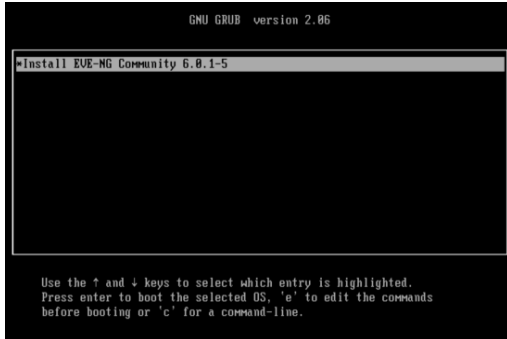 GNU GRUB  version 2.06
*Install EVE-NG Community 6.0.1-5
Use the ↑ and ↓ keys to select which entry is highlighted.
Press enter to boot the selected OS, 'e' to edit the commands
before booting or 'c' for a command-line.